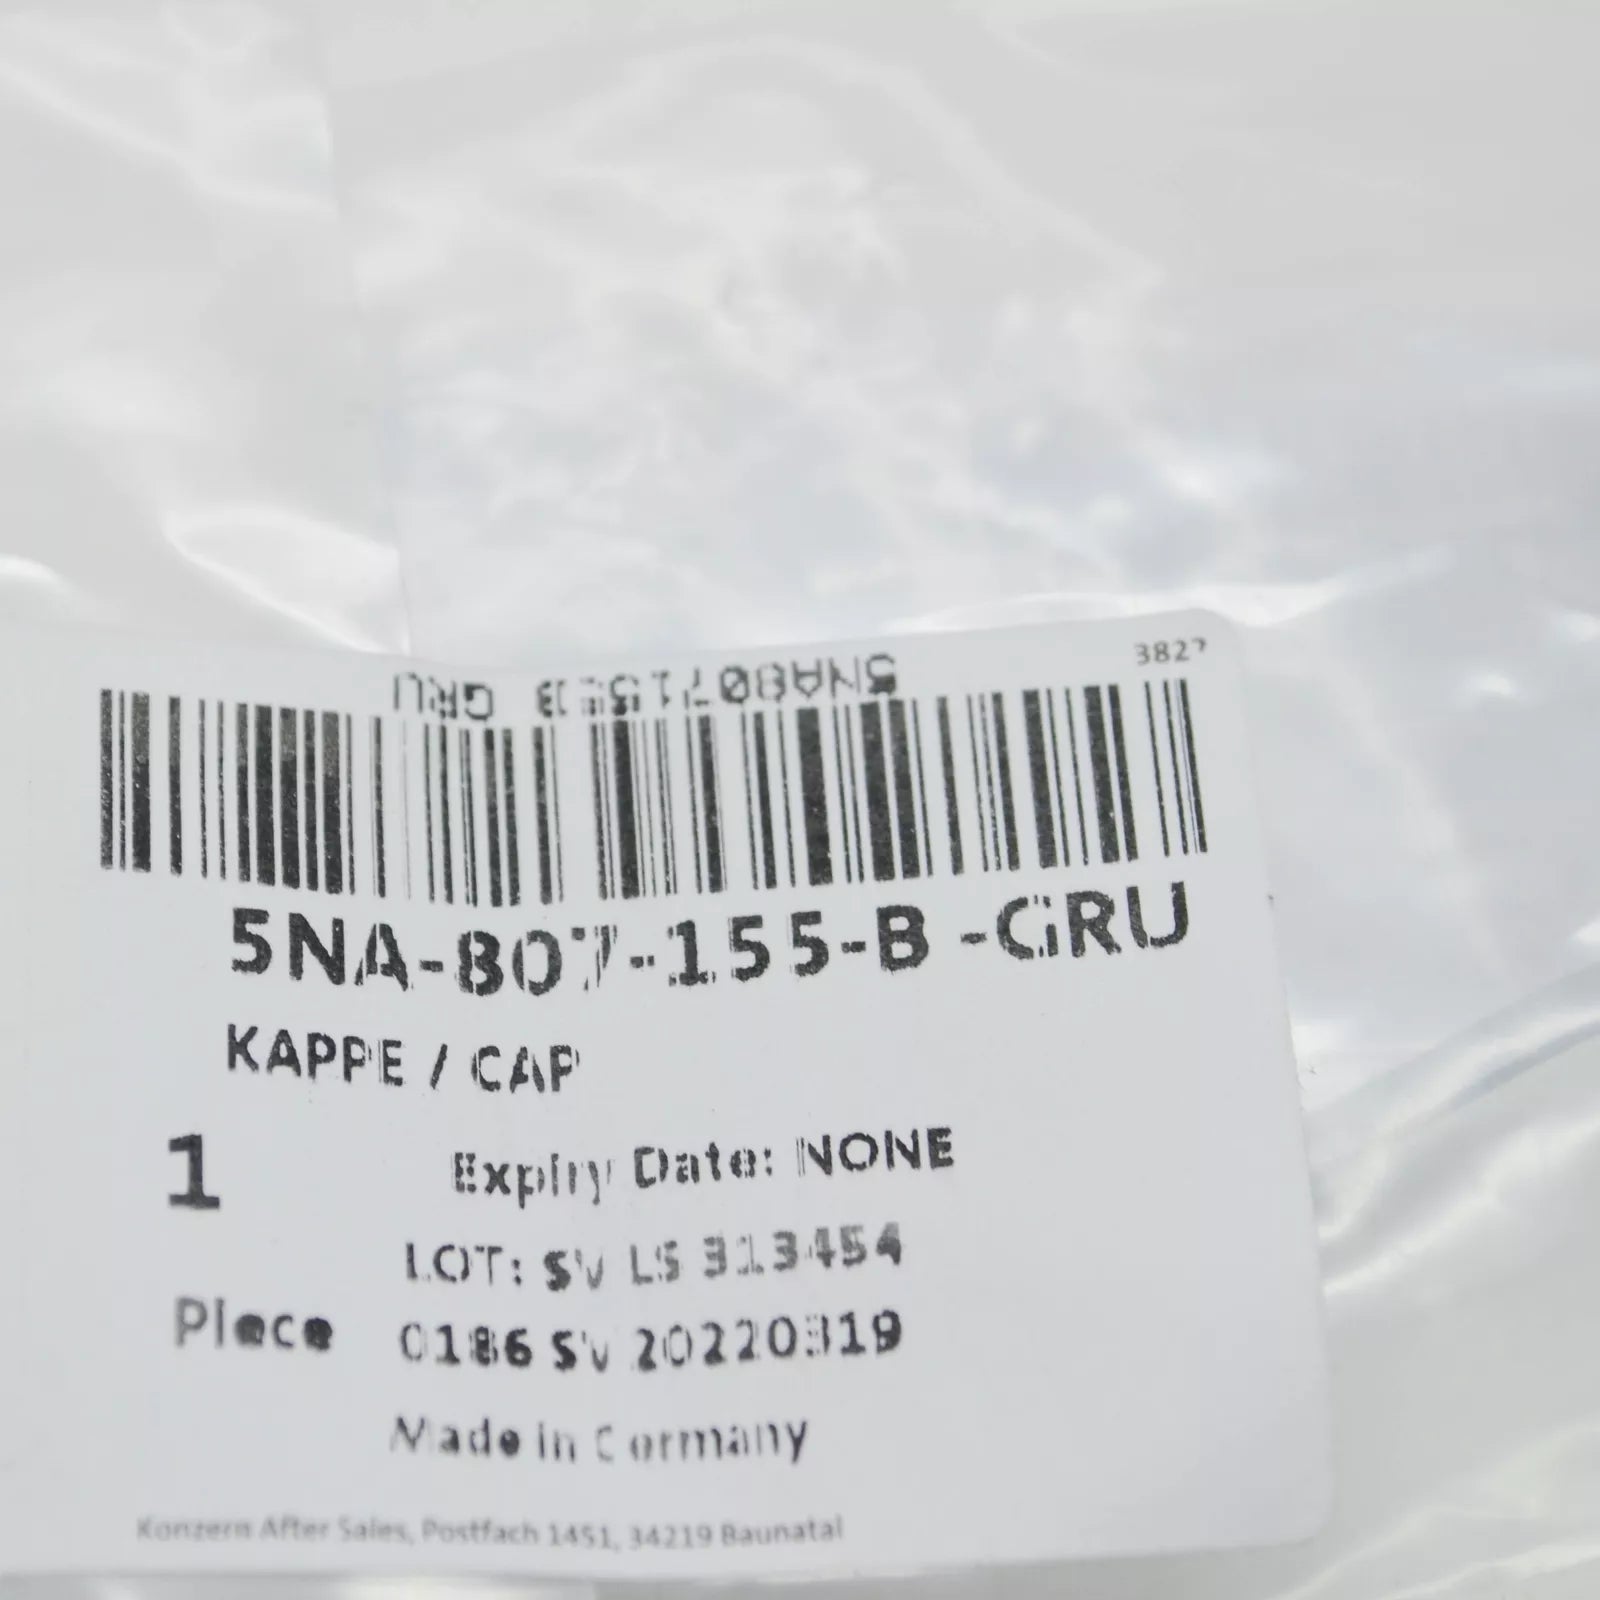 3827
5NA807155B GRU
5NA-807-155-B -GRU
KAPPE / CAP
1 Expiry Date: NONE
LOT: SV LS 313454
Piece 0186 SV 20220319
Made in Germany
Konzern After Sales, Postfach 1451, 34219 Baunatal